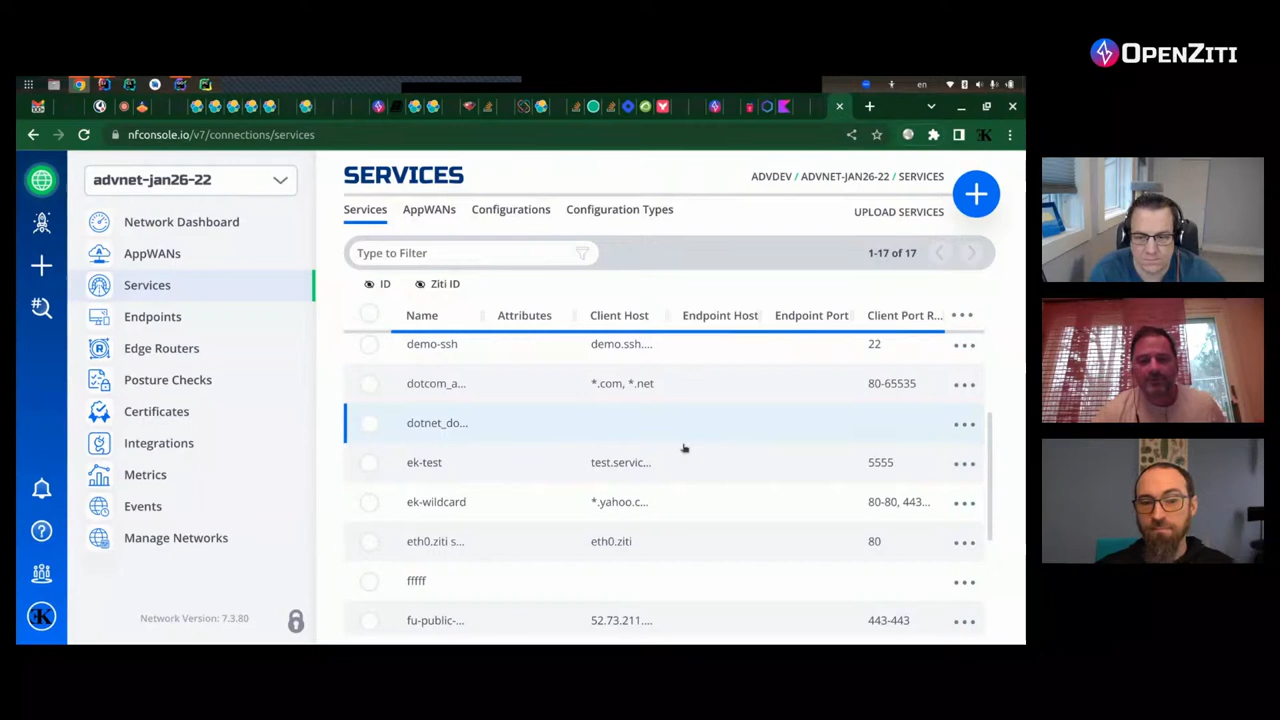 OPENZITI
en
nfconsole.io/v7/connections/services
advnet-jan26-22
SERVICES
ADVDEV / ADVNET-JAN26-22 / SERVICES
Services
AppWANs
Configurations
Configuration Types
UPLOAD SERVICES
Network Dashboard
AppWANs
Services
Endpoints
Edge Routers
Posture Checks
Certificates
Integrations
Metrics
Events
Manage Networks
Network Version: 7.3.80
Type to Filter
1-17 of 17
ID
Ziti ID
Name Attributes Client Host Endpoint Host Endpoint Port Client Port R...
demo-ssh demo.ssh.... 22
dotcom_a... *.com, *.net 80-65535
dotnet_do...
ek-test test.servic... 5555
ek-wildcard *.yahoo.c... 80-80, 443...
eth0.ziti s... eth0.ziti 80
fffff
fu-public-... 52.73.211.... 443-443
EK
EK